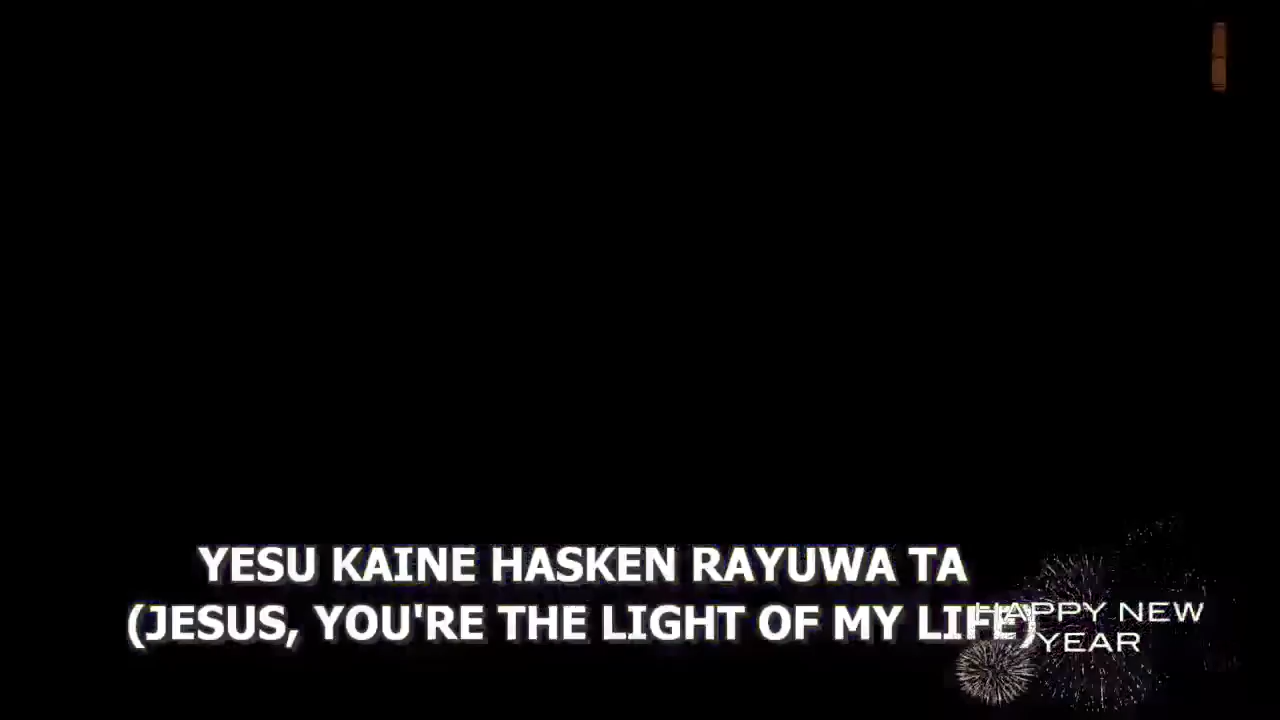 YESU KAINE HASKEN RAYUWA TA
(JESUS, YOU'RE THE LIGHT OF MY LIFE)
HAPPY NEW
YEAR